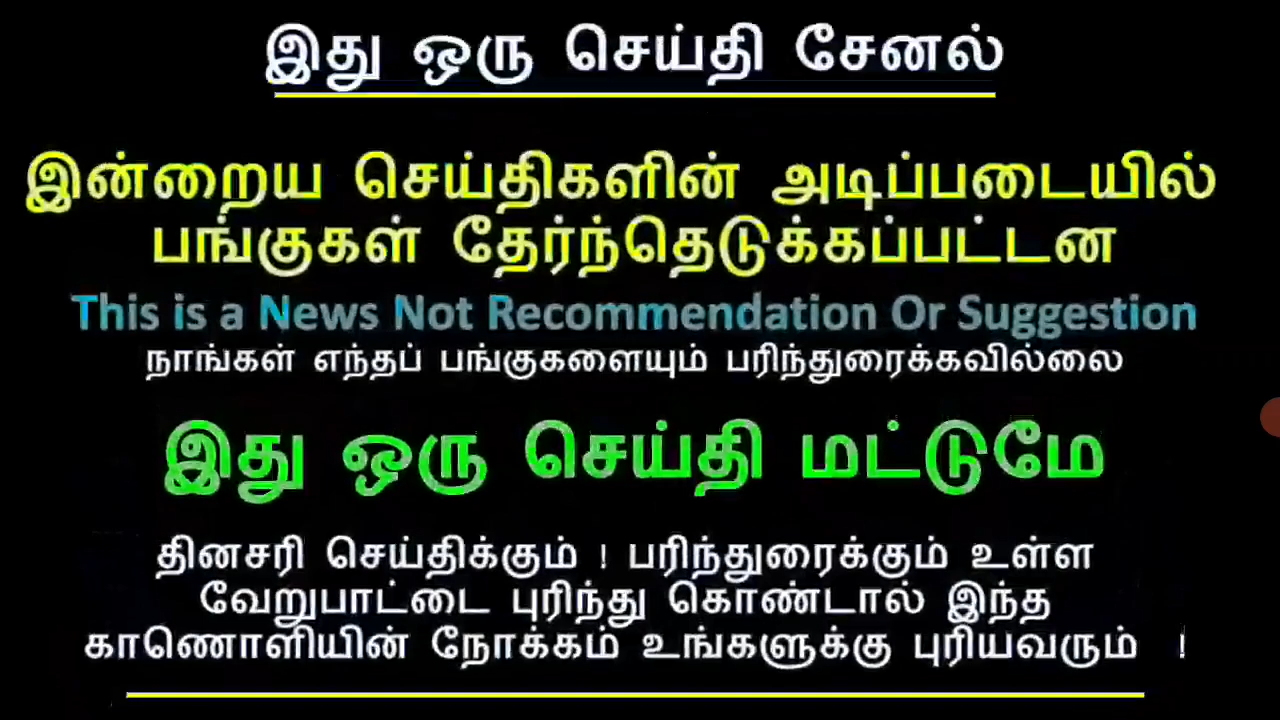 இது ஒரு செய்தி சேனல்
இன்றைய செய்திகளின் அடிப்படையில்
பங்குகள் தேர்ந்தெடுக்கப்பட்டன
This is a News Not Recommendation Or Suggestion
நாங்கள் எந்தப் பங்குகளையும் பரிந்துரைக்கவில்லை
இது ஒரு செய்தி மட்டுமே
தினசரி செய்திக்கும் ! பரிந்துரைக்கும் உள்ள
வேறுபாட்டை புரிந்து கொண்டால் இந்த
காணொளியின் நோக்கம் உங்களுக்கு புரியவரும் !